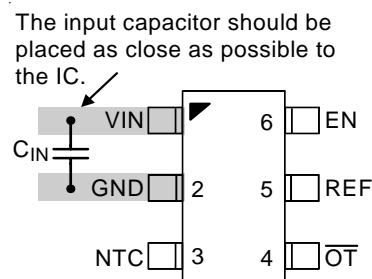 The input capacitor should be
placed as close as possible to
the IC.
VIN 6 EN
CIN
GND 2 5 REF
NTC 3 4 OT